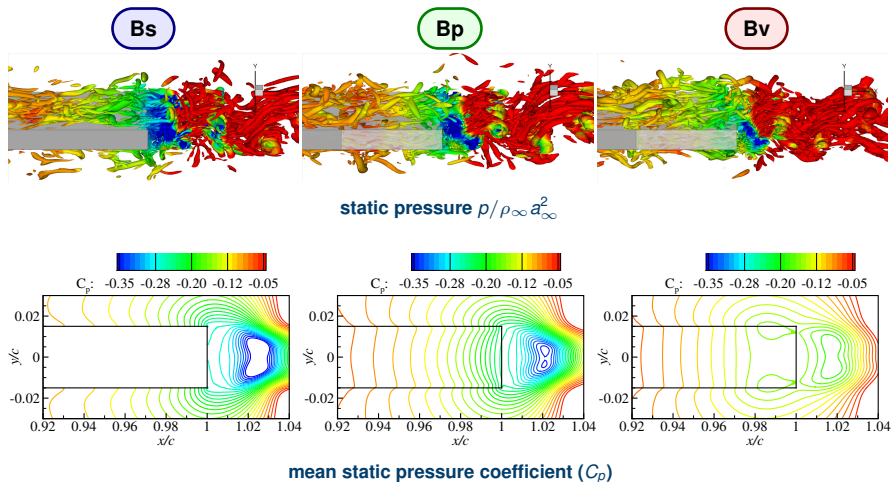 Bs Bp Bv
Y Y Y
static pressure p/ρ∞ a²∞
Cp: -0.35 -0.28 -0.20 -0.12 -0.05
Cp: -0.35 -0.28 -0.20 -0.12 -0.05
Cp: -0.35 -0.28 -0.20 -0.12 -0.05
y/c
0.02
0
-0.02
0.92 0.94 0.96 0.98 1 1.02 1.04
x/c
y/c
0.02
0
-0.02
0.92 0.94 0.96 0.98 1 1.02 1.04
x/c
y/c
0.02
0
-0.02
0.92 0.94 0.96 0.98 1 1.02 1.04
x/c
mean static pressure coefficient (Cp)